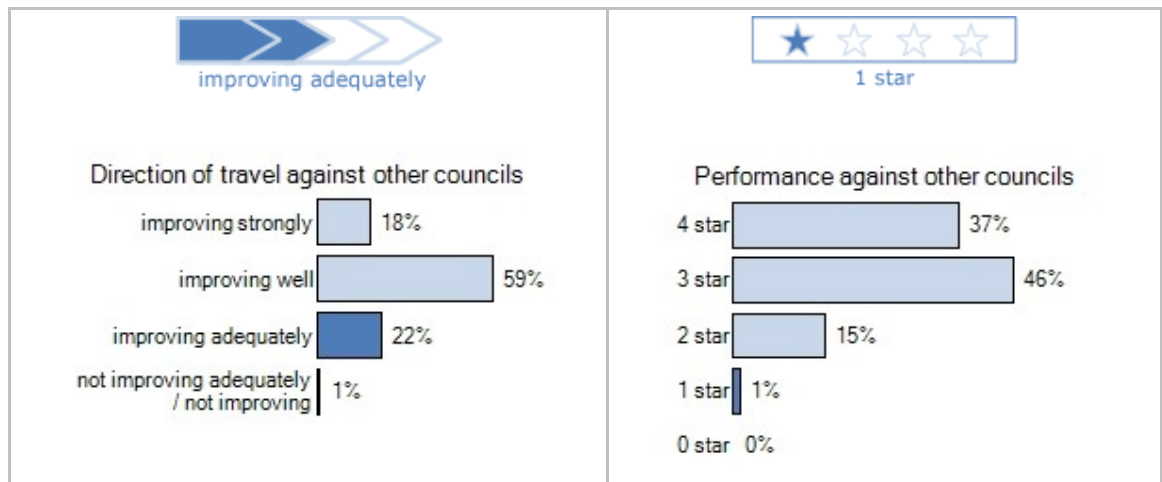 improving adequately
Direction of travel against other councils
improving strongly 18%
improving well 59%
improving adequately 22%
not improving adequately
/ not improving 1%
1 star
Performance against other councils
4 star 37%
3 star 46%
2 star 15%
1 star 1%
0 star 0%